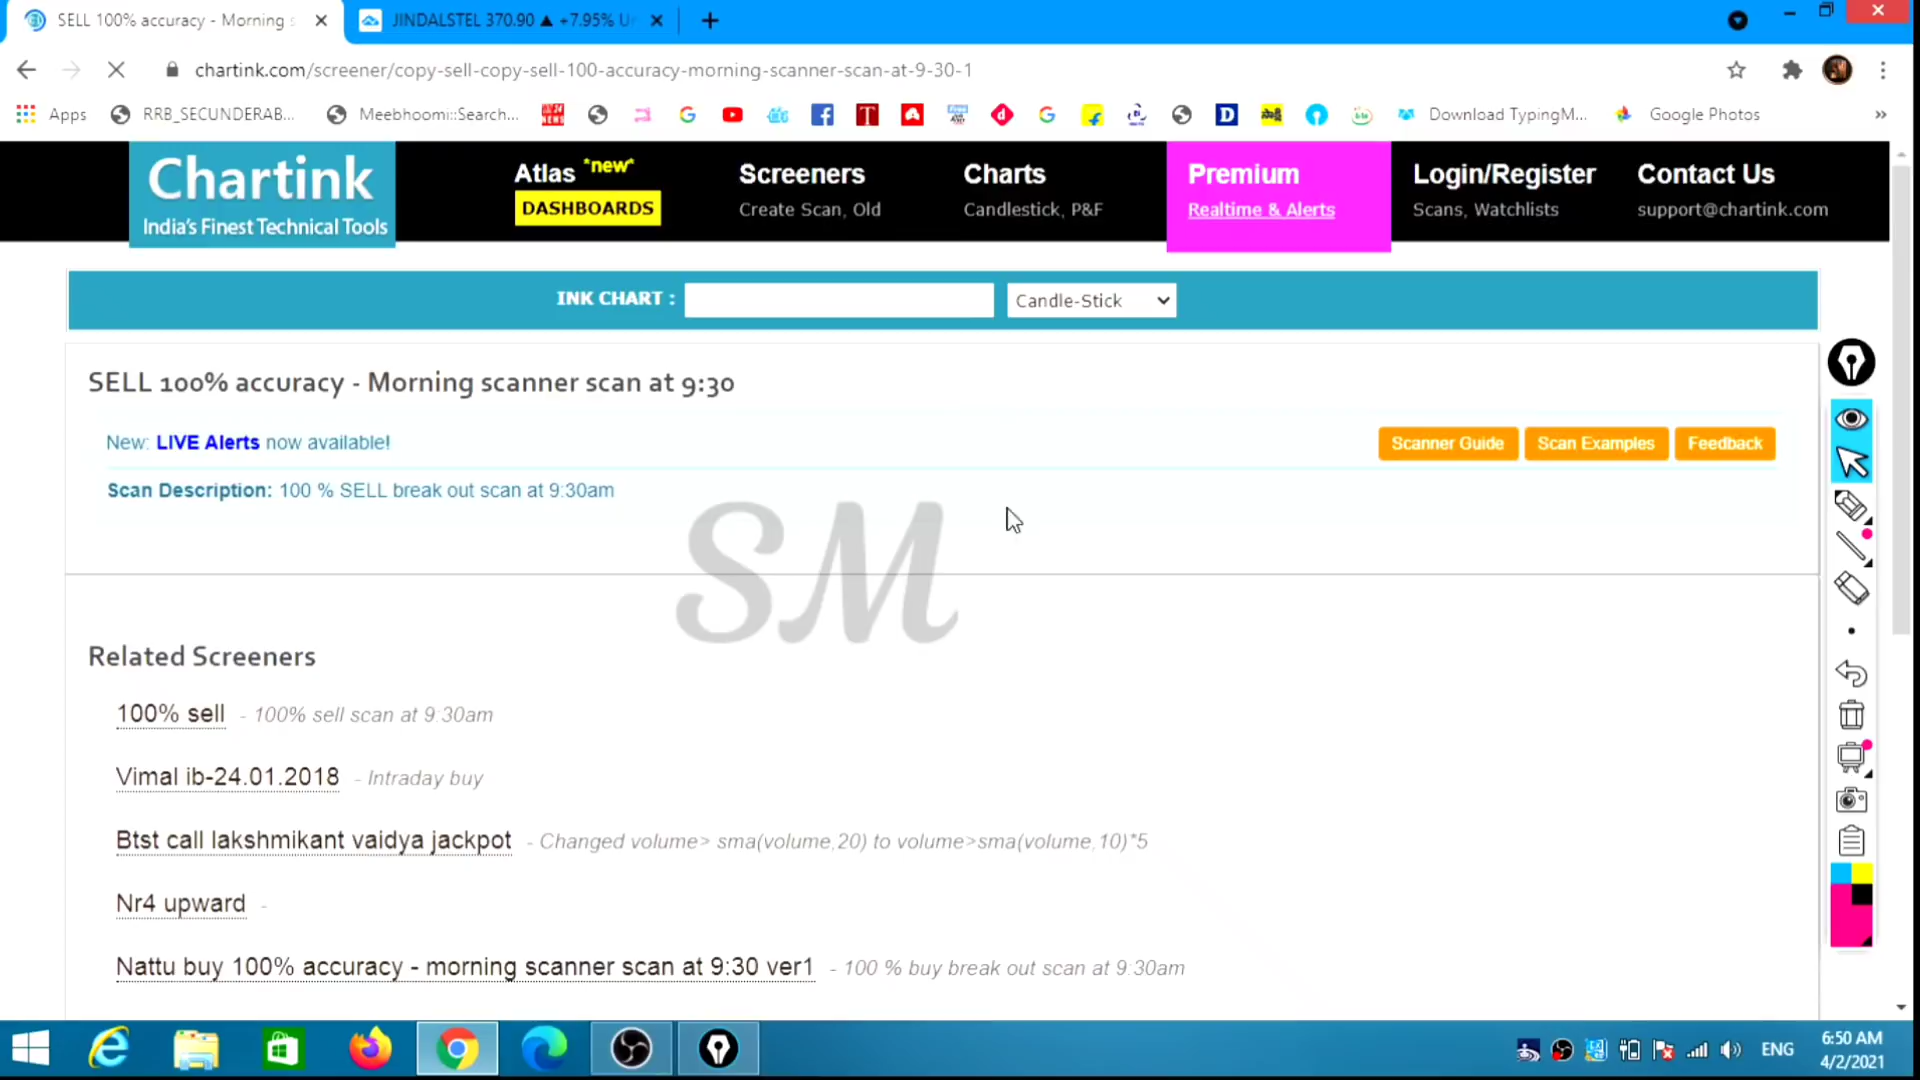 SELL 100% accuracy - Morning s
JINDALSTEL 370.90 ▲ +7.95% U
chartink.com/screener/copy-sell-copy-sell-100-accuracy-morning-scanner-scan-at-9-30-1
Apps RRB_SECUNDERAB... Meebhoomi::Search... Download TypingM... Google Photos »
Chartink
India's Finest Technical Tools
Atlas *new*
DASHBOARDS
Screeners
Create Scan, Old
Charts
Candlestick, P&F
Premium
Realtime & Alerts
Login/Register
Scans, Watchlists
Contact Us
support@chartink.com
INK CHART : Candle-Stick
SELL 100% accuracy - Morning scanner scan at 9:30
New: LIVE Alerts now available!
Scanner Guide Scan Examples Feedback
Scan Description: 100 % SELL break out scan at 9:30am
SM
Related Screeners
100% sell - 100% sell scan at 9:30am
Vimal ib-24.01.2018 - Intraday buy
Btst call lakshmikant vaidya jackpot - Changed volume> sma(volume,20) to volume>sma(volume,10)*5
Nr4 upward -
Nattu buy 100% accuracy - morning scanner scan at 9:30 ver1 - 100 % buy break out scan at 9:30am
ENG
6:50 AM
4/2/2021